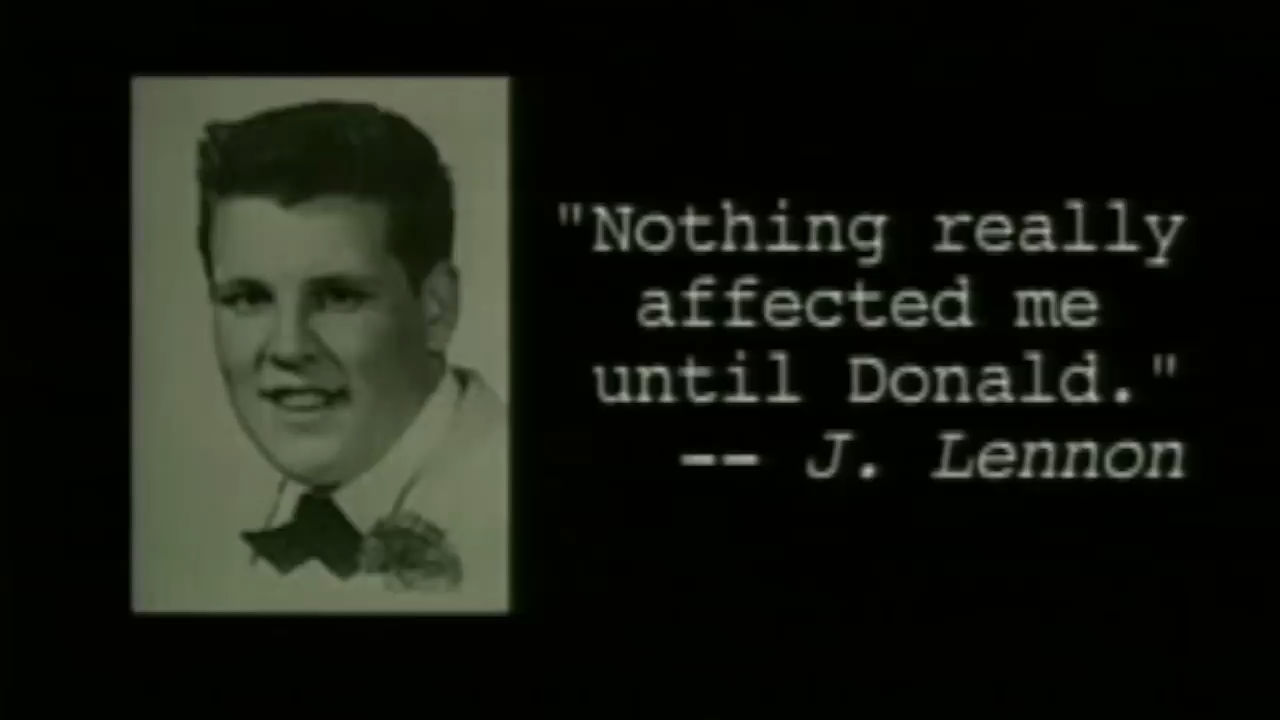 "Nothing really
affected me
until Donald."
-- J. Lennon